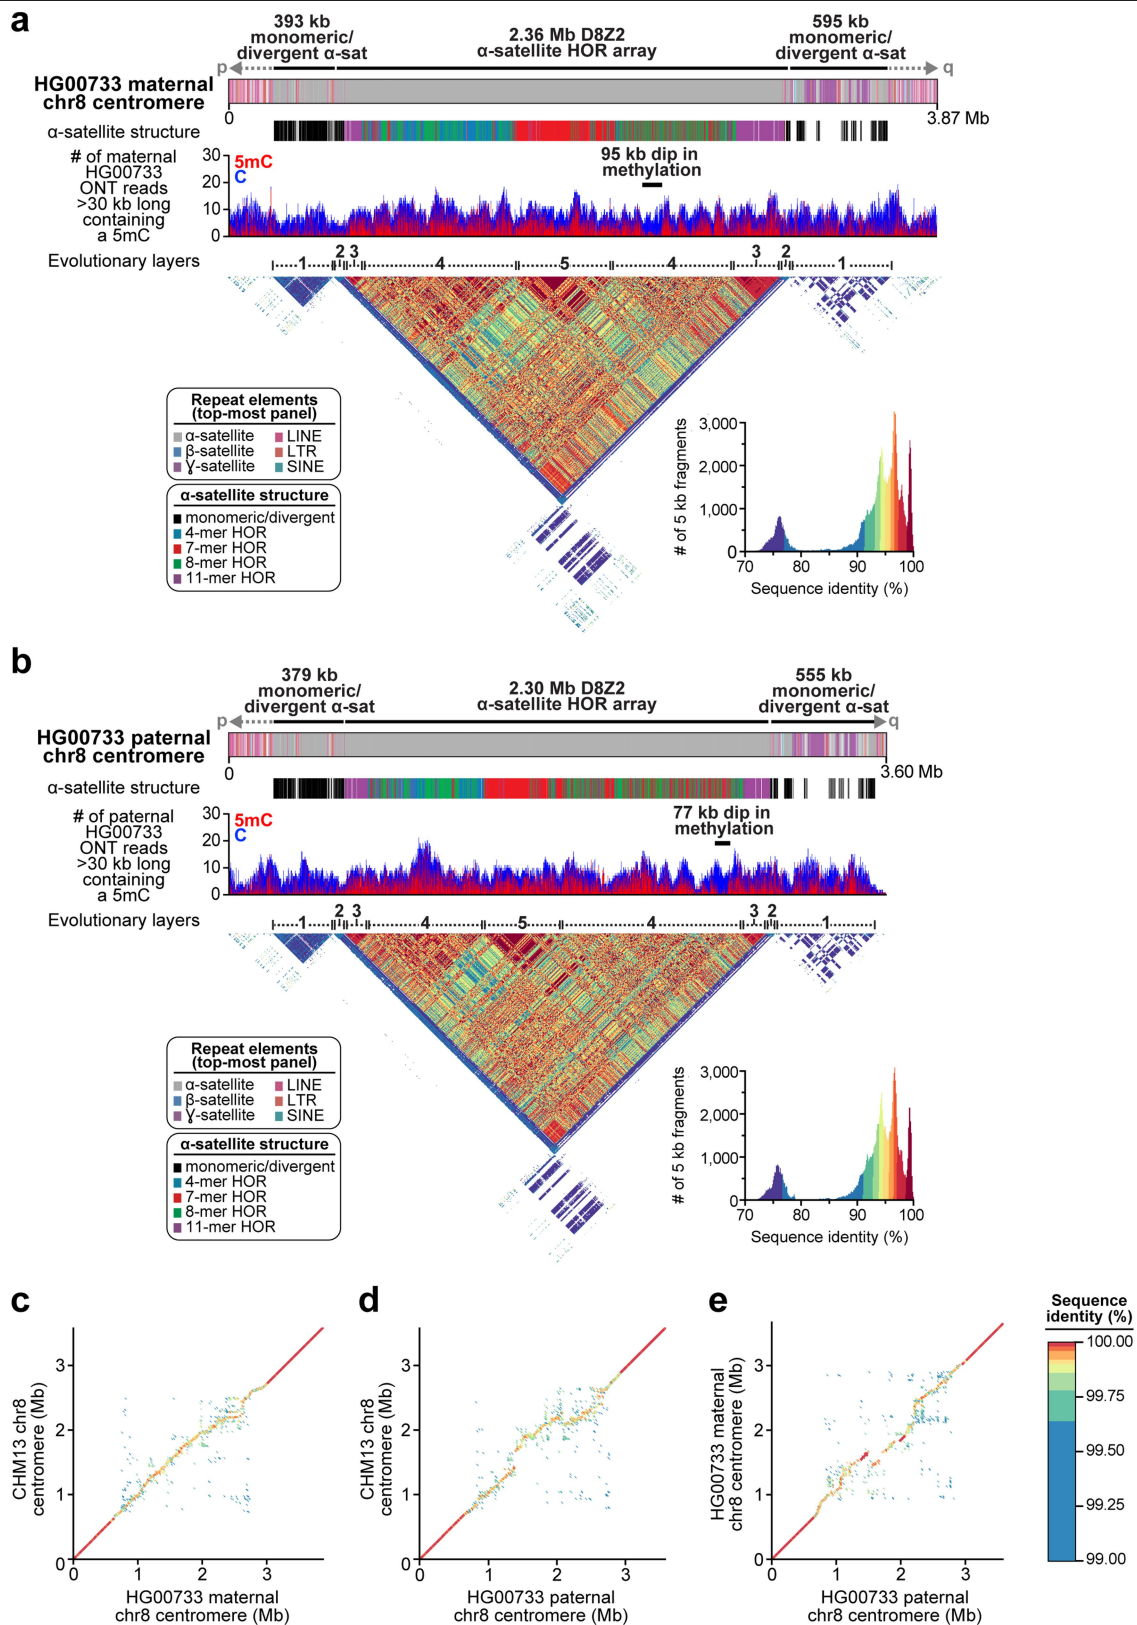 a
393 kb
monomeric/
divergent α-sat
2.36 Mb D8Z2
α-satellite HOR array
595 kb
monomeric/
divergent α-sat
p
q
HG00733 maternal
chr8 centromere
0
3.87 Mb
α-satellite structure
# of maternal
HG00733
ONT reads
>30 kb long
containing
a 5mC
30
20
10
0
5mC
C
95 kb dip in
methylation
Evolutionary layers
1 2 3 4 5 4 3 2 1
Repeat elements
(top-most panel)
α-satellite
LINE
β-satellite
LTR
Ɣ-satellite
SINE
α-satellite structure
monomeric/divergent
4-mer HOR
7-mer HOR
8-mer HOR
11-mer HOR
# of 5 kb fragments
3,000
2,000
1,000
0
70 80 90 100
Sequence identity (%)
b
379 kb
monomeric/
divergent α-sat
2.30 Mb D8Z2
α-satellite HOR array
555 kb
monomeric/
divergent α-sat
p
q
HG00733 paternal
chr8 centromere
0
3.60 Mb
α-satellite structure
# of paternal
HG00733
ONT reads
>30 kb long
containing
a 5mC
30
20
10
0
5mC
C
77 kb dip in
methylation
Evolutionary layers
1 2 3 4 5 4 3 2 1
Repeat elements
(top-most panel)
α-satellite
LINE
β-satellite
LTR
Ɣ-satellite
SINE
α-satellite structure
monomeric/divergent
4-mer HOR
7-mer HOR
8-mer HOR
11-mer HOR
# of 5 kb fragments
3,000
2,000
1,000
0
70 80 90 100
Sequence identity (%)
c
CHM13 chr8
centromere (Mb)
3
2
1
0
0 1 2 3
HG00733 maternal
chr8 centromere (Mb)
d
CHM13 chr8
centromere (Mb)
3
2
1
0
0 1 2 3
HG00733 paternal
chr8 centromere (Mb)
e
HG00733 maternal
chr8 centromere (Mb)
3
2
1
0
0 1 2 3
HG00733 paternal
chr8 centromere (Mb)
Sequence
identity (%)
100.00
99.75
99.50
99.25
99.00